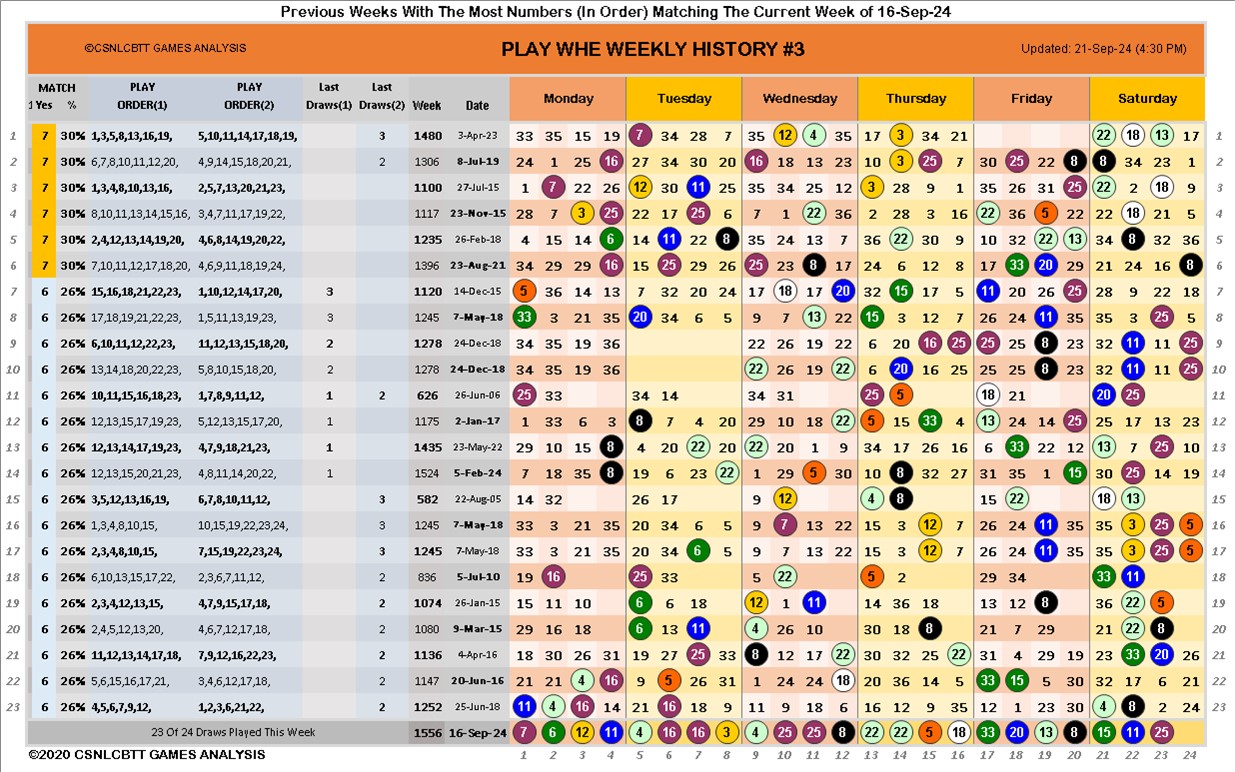 Previous Weeks With The Most Numbers (In Order) Matching The Current Week of 16-Sep-24
©CSNLCBTT GAMES ANALYSIS PLAY WHE WEEKLY HISTORY #3 Updated: 21-Sep-24 (4:30 PM)
MATCH PLAY PLAY Last Last
1 Yes % ORDER(1) ORDER(2) Draws(1) Draws(2) Week Date Monday Tuesday Wednesday Thursday Friday Saturday
1 7 30% 1,3,5,8,13,16,19, 5,10,11,14,17,18,19, 3 1480 3-Apr-23 33 35 15 19 7 34 28 7 35 12 4 35 17 3 34 21 22 18 13 17 1
2 7 30% 6,7,8,10,11,12,20, 4,9,14,15,18,20,21, 2 1306 8-Jul-19 24 1 25 16 27 34 30 20 16 18 13 23 10 3 25 7 30 25 22 8 8 34 23 1 2
3 7 30% 1,3,4,8,10,13,16, 2,5,7,13,20,21,23, 1100 27-Jul-15 1 7 22 26 12 30 11 25 35 34 25 12 3 28 9 1 35 26 31 25 22 2 18 9 3
4 7 30% 8,10,11,13,14,15,16, 3,4,7,11,17,19,22, 1117 23-Nov-15 28 7 3 25 22 17 25 6 7 1 22 36 2 28 3 16 22 36 5 22 22 18 21 5 4
5 7 30% 2,4,12,13,14,19,20, 4,6,8,14,19,20,22, 1235 26-Feb-18 4 15 14 6 14 11 22 8 35 24 13 7 36 22 30 9 10 32 22 13 34 8 32 36 5
6 7 30% 7,10,11,12,17,18,20, 4,6,9,11,18,19,24, 1396 23-Aug-21 34 29 29 16 15 25 29 26 25 23 8 17 24 6 12 8 17 33 20 29 21 24 16 8 6
7 6 26% 15,16,18,21,22,23, 1,10,12,14,17,20, 3 1120 14-Dec-15 5 36 14 13 7 32 20 24 17 18 17 20 32 15 17 5 11 20 26 25 28 9 22 18 7
8 6 26% 17,18,19,21,22,23, 1,5,11,13,19,23, 3 1245 7-May-18 33 3 21 35 20 34 6 5 9 7 13 22 15 3 12 7 26 24 11 35 35 3 25 5 8
9 6 26% 6,10,11,12,22,23, 11,12,13,15,18,20, 2 1278 24-Dec-18 34 35 19 36 22 26 19 22 6 20 16 25 25 25 8 23 32 11 25 25 9
10 6 26% 13,14,18,20,22,23, 5,8,10,15,18,20, 2 1278 24-Dec-18 34 35 19 36 22 26 19 22 6 20 16 25 25 25 8 23 32 11 25 25 10
11 6 26% 10,11,15,16,18,23, 1,7,8,9,11,12, 1 2 626 26-Jun-06 25 33 34 14 34 31 25 5 18 21 20 25 11
12 6 26% 12,13,15,17,19,23, 5,12,13,15,17,20, 1 1175 2-Jan-17 1 33 6 3 8 7 4 20 29 10 18 22 5 15 33 4 13 24 14 25 25 17 12 23 12
13 6 26% 12,13,14,17,19,23, 4,7,9,18,21,23, 1 1435 23-May-22 29 10 15 8 4 20 22 20 22 20 1 9 34 17 26 16 6 33 22 12 13 7 25 10 13
14 6 26% 12,13,15,20,21,23, 4,8,11,14,20,22, 1 1524 5-Feb-24 7 18 35 8 19 6 23 22 1 29 5 30 10 8 32 27 31 35 1 15 30 25 14 19 14
15 6 26% 3,5,12,13,16,19, 6,7,8,10,11,12, 3 582 22-Aug-05 14 32 26 17 9 12 4 8 15 22 18 13 15
16 6 26% 1,3,4,8,10,15, 10,15,19,22,23,24, 3 1245 7-May-18 33 3 21 35 20 34 6 5 9 7 13 22 15 3 12 7 26 24 11 35 35 3 25 5 16
17 6 26% 2,3,4,8,10,15, 7,15,19,22,23,24, 3 1245 7-May-18 33 3 21 35 20 34 6 5 9 7 13 22 15 3 12 7 26 24 11 35 35 3 25 5 17
18 6 26% 6,10,13,15,17,22, 2,3,6,7,11,12, 2 836 5-Jul-10 19 16 25 33 5 22 5 2 29 34 33 11 18
19 6 26% 2,3,4,12,13,15, 4,7,9,15,17,18, 2 1074 26-Jan-15 15 11 10 6 6 18 12 1 11 14 36 18 13 12 8 36 22 5 19
20 6 26% 2,4,5,12,13,20, 4,6,7,12,17,18, 2 1080 9-Mar-15 29 16 18 6 13 11 4 26 10 30 18 8 21 7 29 21 22 8 20
21 6 26% 11,12,13,14,17,18, 7,9,12,16,22,23, 2 1136 4-Apr-16 18 30 26 31 21 7 25 33 8 12 17 22 30 32 25 22 31 4 29 19 23 33 20 26 21
22 6 26% 5,6,15,16,17,21, 3,4,6,12,17,18, 2 1147 20-Jun-16 21 21 4 16 9 5 26 31 1 24 24 18 20 36 14 5 33 15 5 30 32 17 6 21 22
23 6 26% 4,5,6,7,9,12, 1,2,3,6,21,22, 2 1252 25-Jun-18 11 4 16 14 21 16 18 9 11 9 18 6 16 12 9 35 12 1 23 30 4 8 2 24 23
23 Of 24 Draws Played This Week 1556 16-Sep-24 7 6 12 11 4 16 16 3 4 25 25 8 22 22 5 18 33 20 13 8 15 11 25
©2020 CSNLCBTT GAMES ANALYSIS 1 2 3 4 5 6 7 8 9 10 11 12 13 14 15 16 17 18 19 20 21 22 23 24